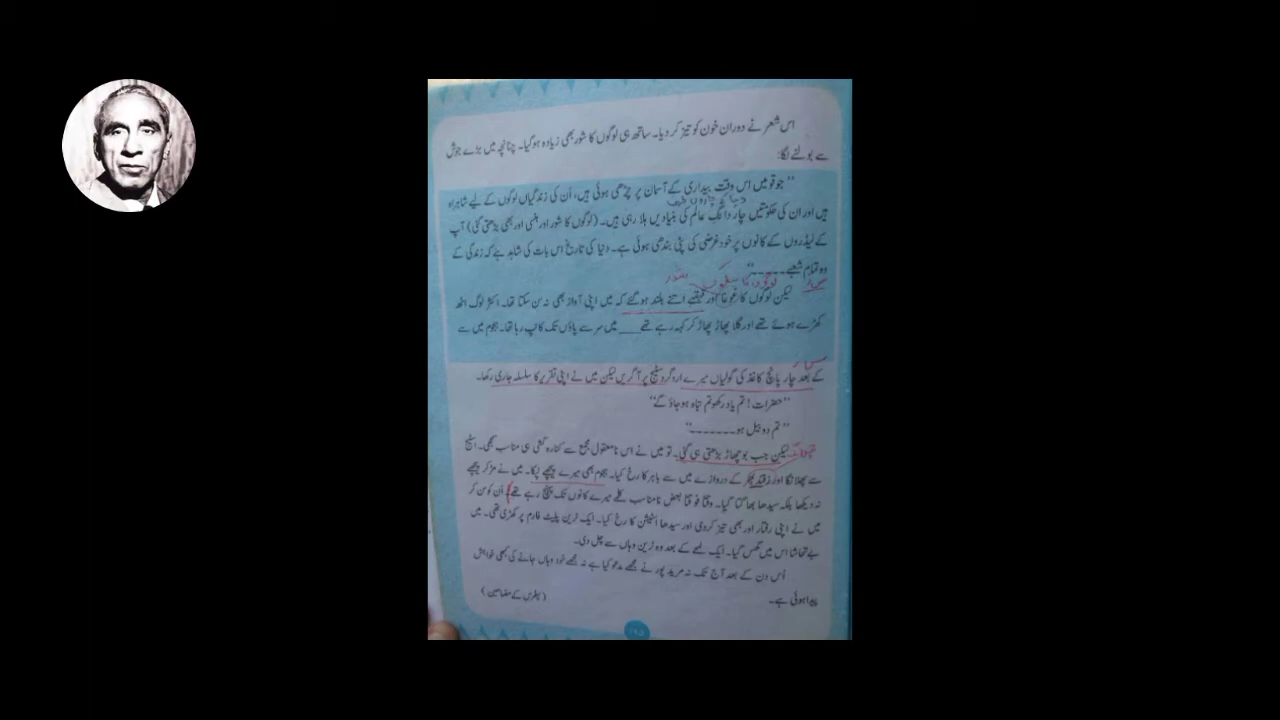 اس شعر نے دوران خون کو تیز کر دیا۔ ساتھ ہی لوگوں کا شور بھی زیادہ ہو گیا۔ چنانچہ میں بڑے جوش
سے بولنے لگا:
”جو قومیں اس وقت بیداری کے آسمان پر چڑھی ہوئی ہیں، اُن کی زندگیاں لوگوں کے لیے شاہراہ
ہیں اور ان کی حکومتیں چار دانگ عالم کی بنیادیں ہلا رہی ہیں۔ (لوگوں کا شور اور ہنسی اور بھی بڑھتی گئی) آپ
کے لیڈروں کے کانوں پر خود غرضی کی پٹی بندھی ہوئی ہے۔ دنیا کی تاریخ اس بات کی شاہد ہے کہ زندگی کے
وہ تمام شعبے ۔۔۔۔۔۔“
لوگوں کا شور
لیکن لوگوں کا غوغا اور قہقہے اتنے بلند ہو گئے کہ میں اپنی آواز بھی نہ سن سکتا تھا۔ اکثر لوگ اٹھ
کھڑے ہوئے تھے اور گلا پھاڑ پھاڑ کر کہہ رہے تھے ___ میں سر سے پاؤں تک کانپ رہا تھا۔ ہجوم میں سے
کے بعد چار پانچ کاغذ کی گولیاں میرے اردگرد سٹیج پر آ گریں لیکن میں نے اپنی تقریر کا سلسلہ جاری رکھا۔
”حضرات! تم یاد رکھو تم تباہ ہو جاؤ گے“
”تم دو بیل ہو۔۔۔۔۔۔۔“
لیکن جب بوچھاڑ بڑھتی ہی گئی۔ تو میں نے اس نامعقول مجمع سے کنارہ کشی ہی مناسب سمجھی۔ اسٹیج
سے پھلانگا اور زقند بھر کے دروازے میں سے باہر کا رخ کیا۔ ہجوم بھی میرے پیچھے لپکا۔ میں نے مڑ کر پیچھے
نہ دیکھا بلکہ سیدھا بھاگتا گیا۔ وقتاً فوقتاً بعض نامناسب کلمے میرے کانوں تک پہنچ رہے تھے۔ اُن کو سن کر
میں نے اپنی رفتار اور بھی تیز کر دی اور سیدھا اسٹیشن کا رخ کیا۔ ایک ٹرین پلیٹ فارم پر کھڑی تھی۔ میں
بے تحاشا اس میں گھس گیا۔ ایک لمحے کے بعد وہ ٹرین وہاں سے چل دی۔
اُس دن کے بعد آج تک نہ مرید پور نے مجھے مدعو کیا ہے نہ مجھے خود وہاں جانے کی کبھی خواہش
پیدا ہوئی ہے۔
(پطرس کے مضامین)